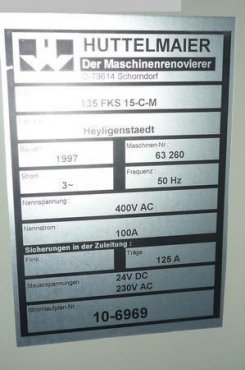 HUTTELMAIER
Der Maschinenrenovierer
D-73614 Schorndorf
135 FKS 15-C-M
Heyligenstaedt
Baujahr:
Maschinen-Nr.:
1997
63 260
Strom:
Frequenz:
3~
50 Hz
Nennspannung:
400V AC
Nennstrom:
100A
Sicherungen in der Zuleitung :
Flink:
Träge:
125 A
Steuerspannungen:
24V DC
230V AC
Stromlaufplan-Nr.:
10-6969